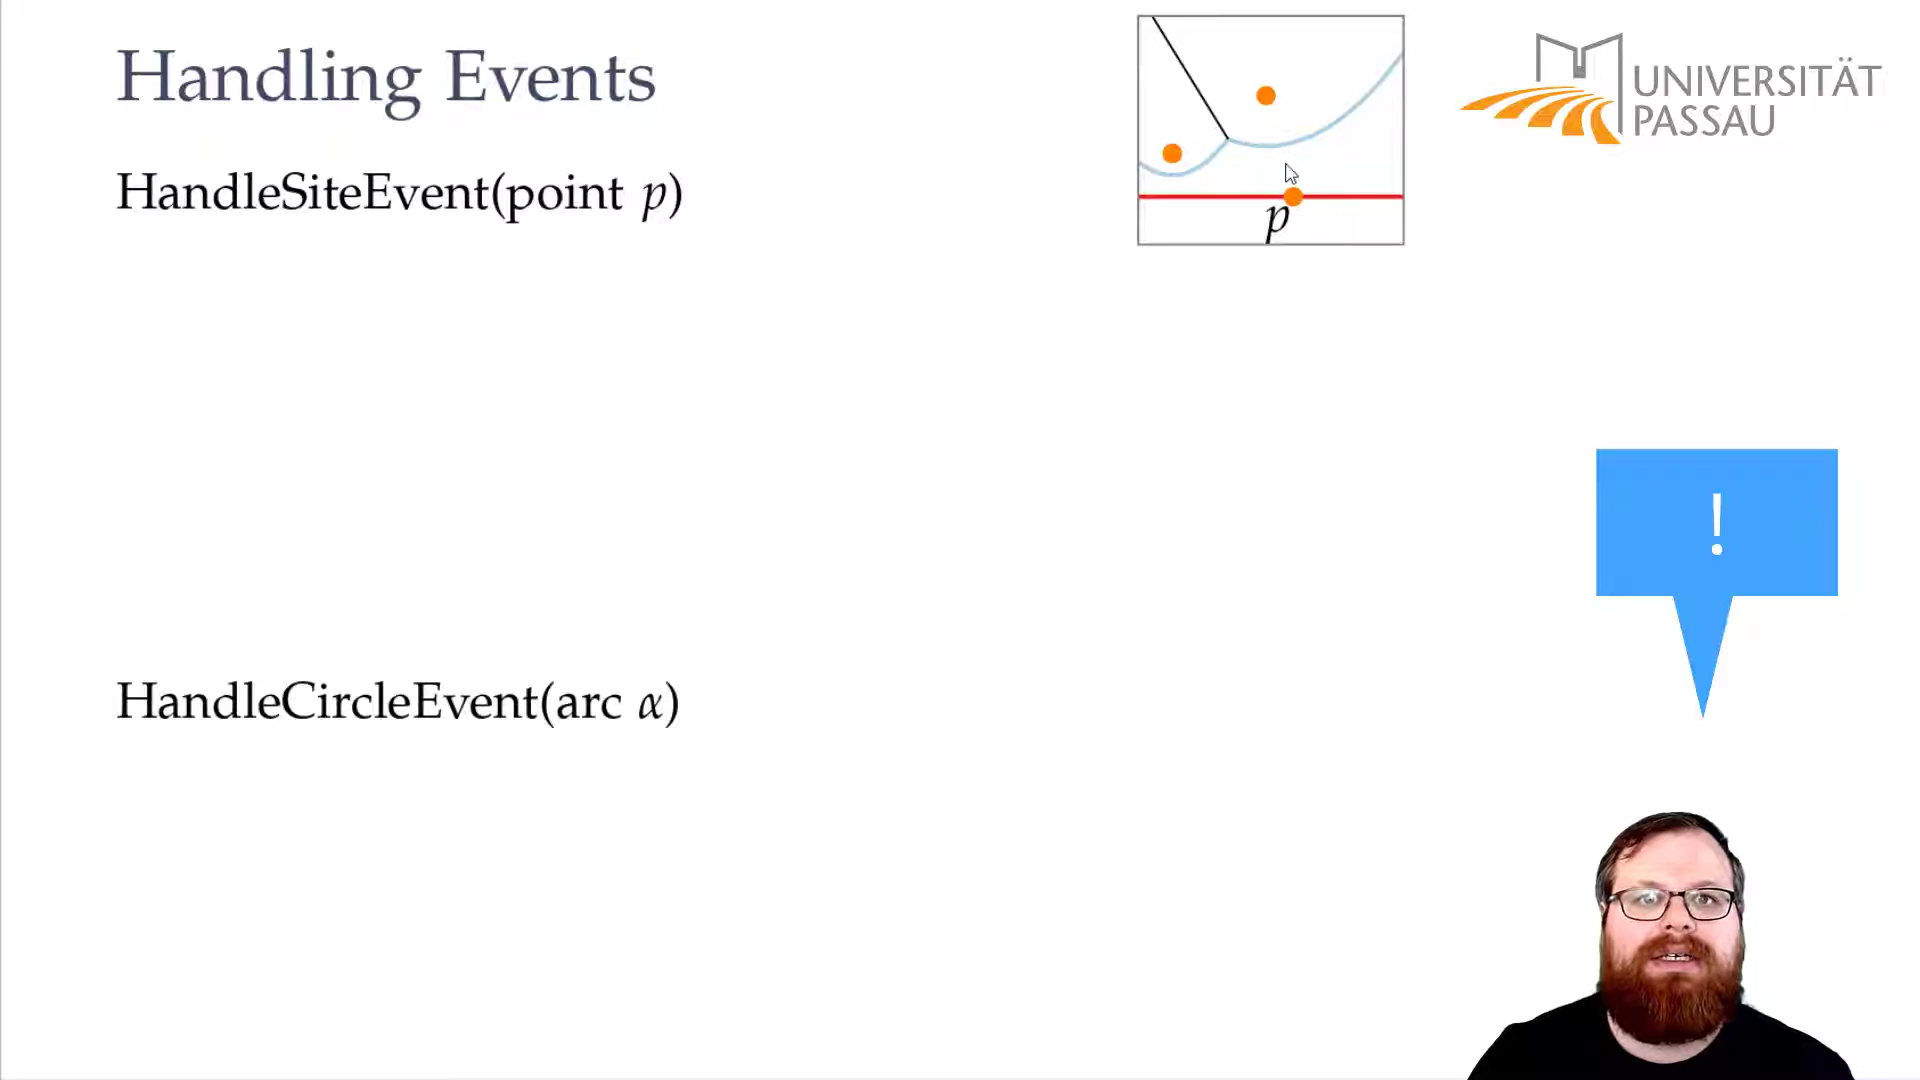 Handling Events
HandleSiteEvent(point p)
p
UNIVERSITÄT
PASSAU
!
HandleCircleEvent(arc α)